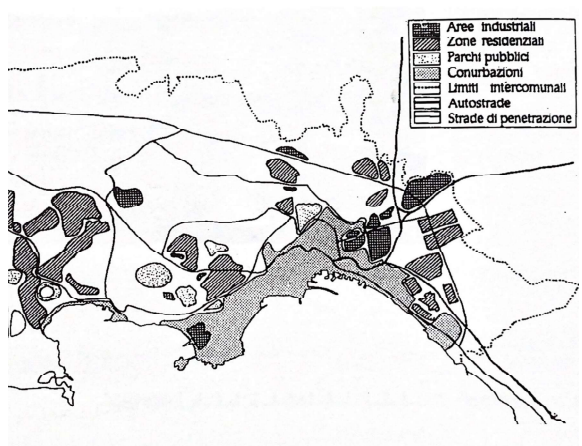 Aree industriali
Zone residenziali
Parchi pubblici
Conurbazioni
Limiti intercomunali
Autostrade
Strade di penetrazione